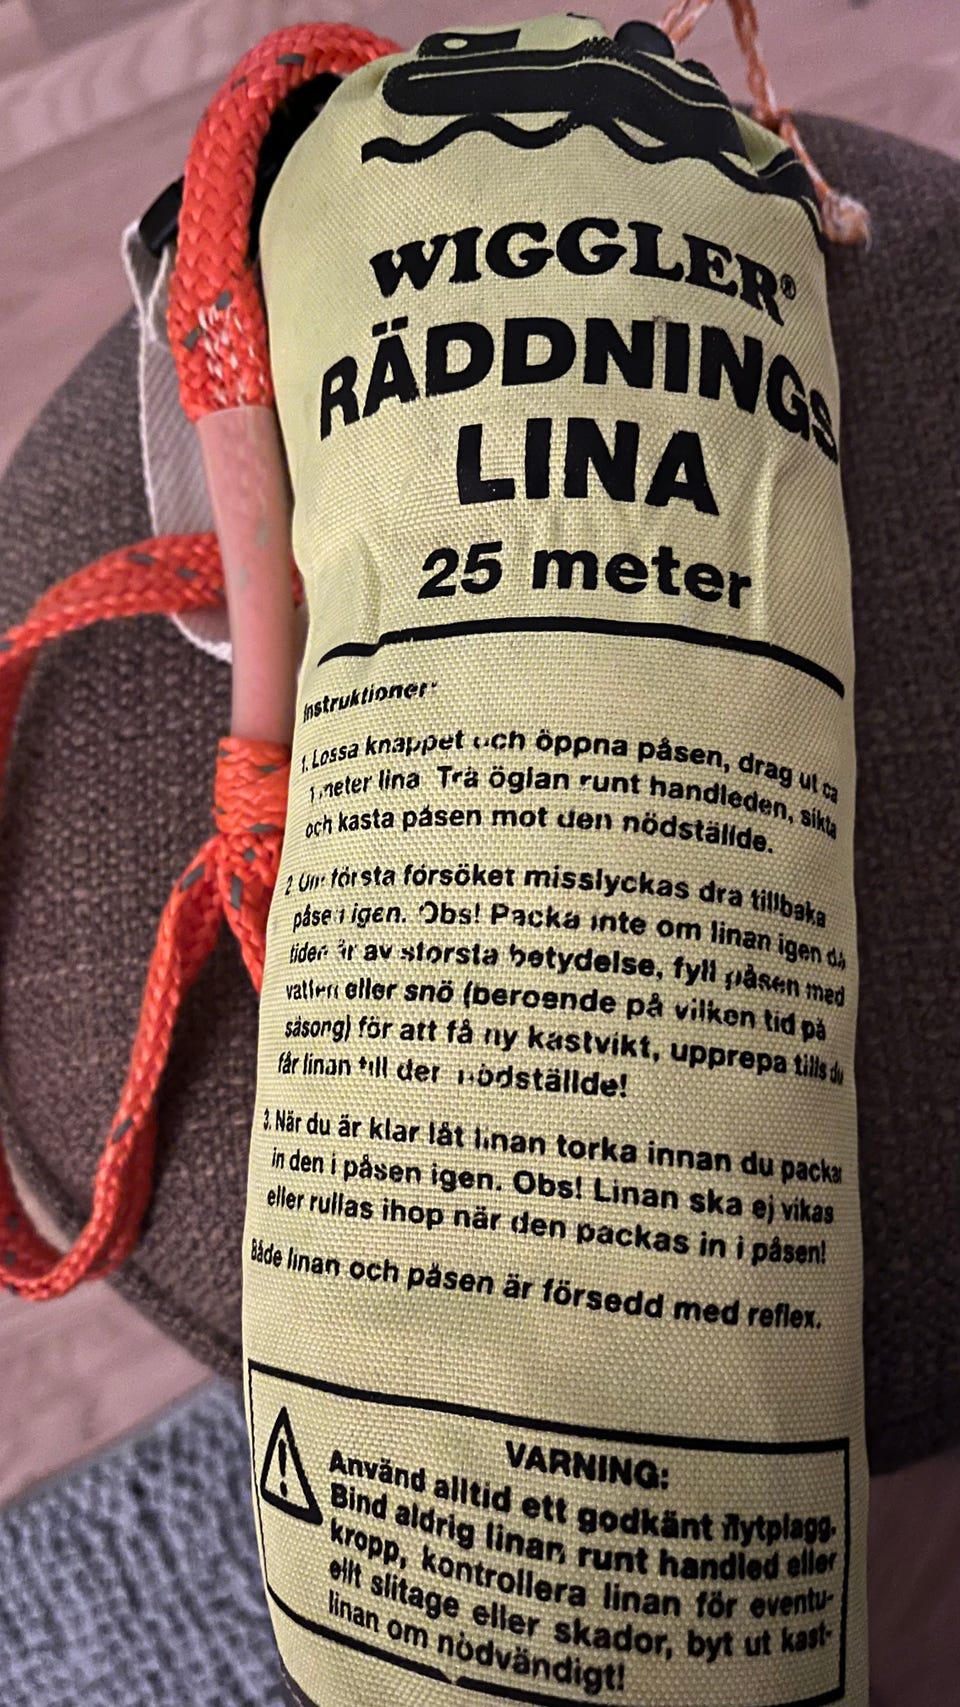 WIGGLER®
RÄDDNINGS
LINA
25 meter
Instruktioner:
1. Lossa knappet och öppna påsen, drag ut ca
1 meter lina. Trä öglan runt handleden, sikta
och kasta påsen mot den nödställde.
2. Om första försöket misslyckas dra tillbaka
påsen igen. Obs! Packa inte om linan igen då
tiden är av största betydelse, fyll påsen med
vatten eller snö (beroende på vilken tid på
säsong) för att få ny kastvikt, upprepa tills du
får linan till den nödställde!
3. När du är klar låt linan torka innan du packar
in den i påsen igen. Obs! Linan ska ej vikas
eller rullas ihop när den packas in i påsen!
Både linan och påsen är försedd med reflex.
VARNING:
Använd alltid ett godkänt flytplagg.
Bind aldrig linan runt handled eller
kropp, kontrollera linan för eventu-
ellt slitage eller skador, byt ut kast-
linan om nödvändigt!